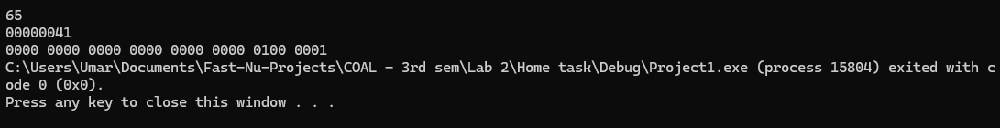 65
00000041
0000 0000 0000 0000 0000 0000 0100 0001
C:\Users\Umar\Documents\Fast-Nu-Projects\COAL - 3rd sem\Lab 2\Home task\Debug\Project1.exe (process 15804) exited with c
ode 0 (0x0).
Press any key to close this window . . .